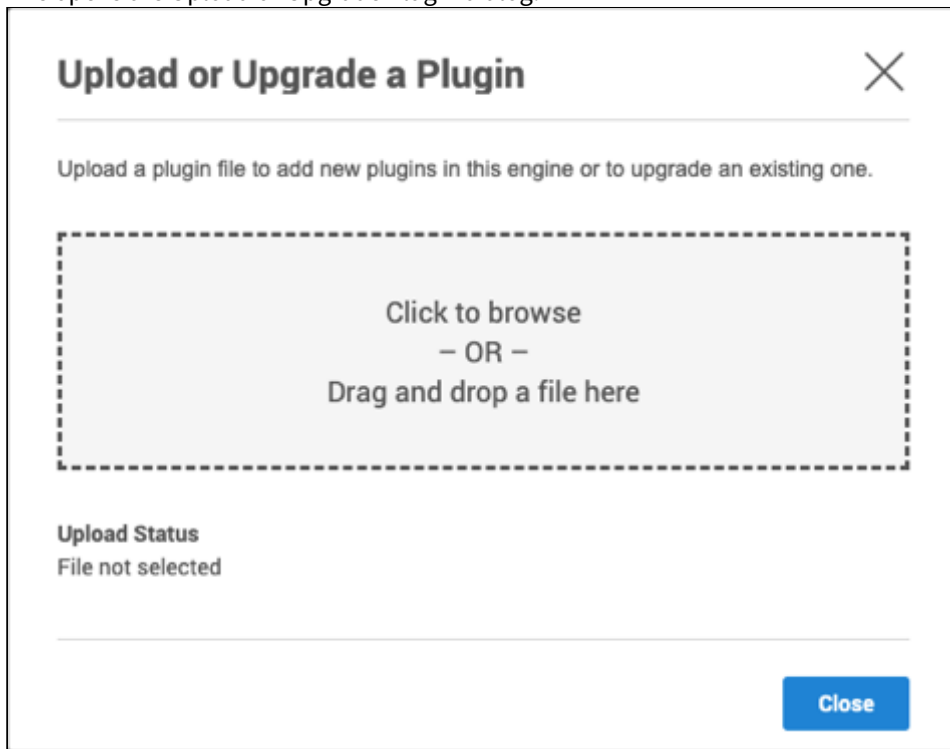 Upload or Upgrade a Plugin
Upload a plugin file to add new plugins in this engine or to upgrade an existing one.
Click to browse
– OR –
Drag and drop a file here
Upload Status
File not selected
Close